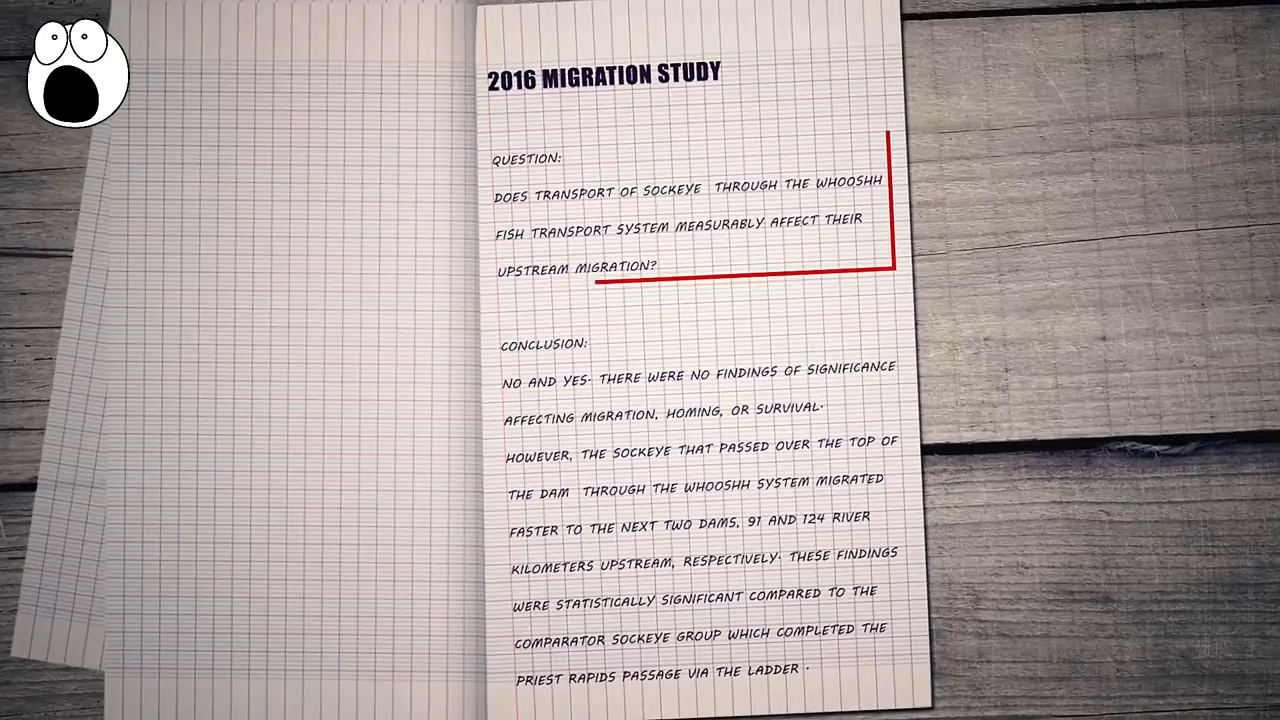 2016 MIGRATION STUDY
QUESTION:
DOES TRANSPORT OF SOCKEYE THROUGH THE WHOOSHH
FISH TRANSPORT SYSTEM MEASURABLY AFFECT THEIR
UPSTREAM MIGRATION?
CONCLUSION:
NO AND YES. THERE WERE NO FINDINGS OF SIGNIFICANCE
AFFECTING MIGRATION, HOMING, OR SURVIVAL.
HOWEVER, THE SOCKEYE THAT PASSED OVER THE TOP OF
THE DAM THROUGH THE WHOOSHH SYSTEM MIGRATED
FASTER TO THE NEXT TWO DAMS, 91 AND 124 RIVER
KILOMETERS UPSTREAM, RESPECTIVELY. THESE FINDINGS
WERE STATISTICALLY SIGNIFICANT COMPARED TO THE
COMPARATOR SOCKEYE GROUP WHICH COMPLETED THE
PRIEST RAPIDS PASSAGE VIA THE LADDER .